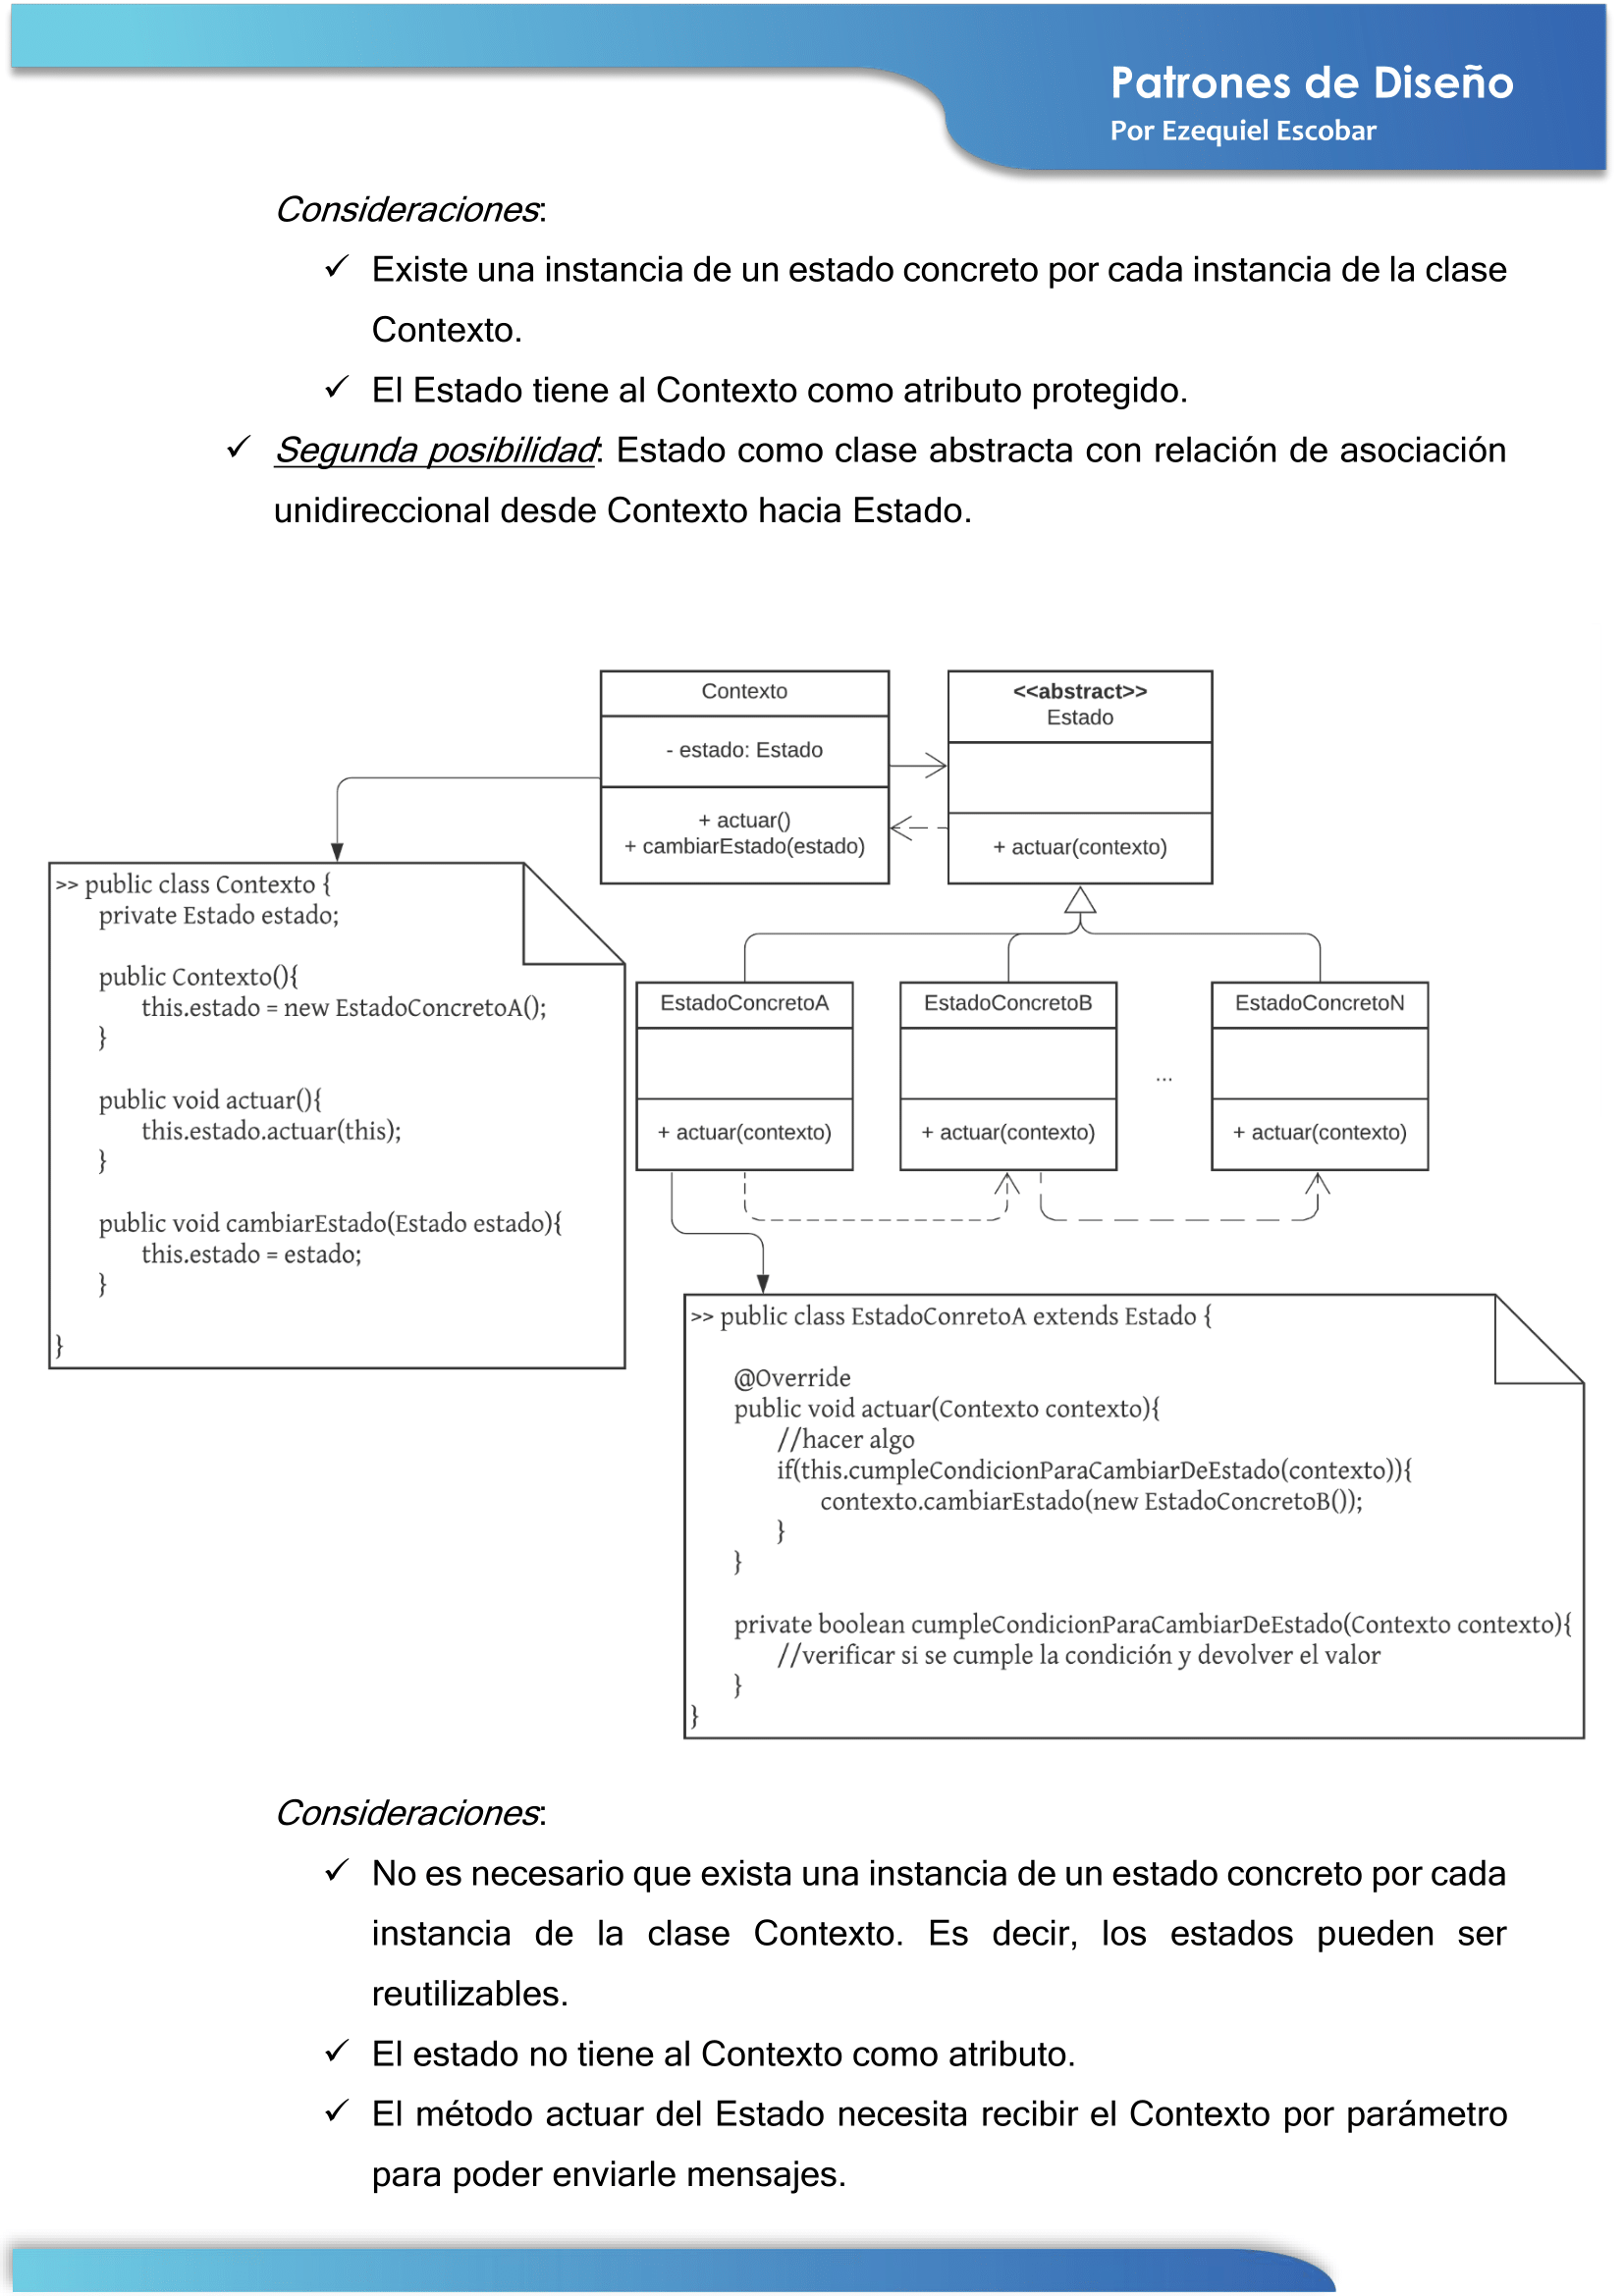 Patrones de Diseño
Por Ezequiel Escobar
Consideraciones:
✓ Existe una instancia de un estado concreto por cada instancia de la clase
Contexto.
✓ El Estado tiene al Contexto como atributo protegido.
✓ Segunda posibilidad: Estado como clase abstracta con relación de asociación
unidireccional desde Contexto hacia Estado.
Contexto
- estado: Estado
+ actuar()
+ cambiarEstado(estado)
<<abstract>>
Estado
+ actuar(contexto)
>> public class Contexto {
private Estado estado;
public Contexto(){
this.estado = new EstadoConcretoA();
}
public void actuar(){
this.estado.actuar(this);
}
public void cambiarEstado(Estado estado){
this.estado = estado;
}
}
EstadoConcretoA
+ actuar(contexto)
EstadoConcretoB
+ actuar(contexto)
...
EstadoConcretoN
+ actuar(contexto)
>> public class EstadoConretoA extends Estado {
@Override
public void actuar(Contexto contexto){
//hacer algo
if(this.cumpleCondicionParaCambiarDeEstado(contexto)){
contexto.cambiarEstado(new EstadoConcretoB());
}
}
private boolean cumpleCondicionParaCambiarDeEstado(Contexto contexto){
//verificar si se cumple la condición y devolver el valor
}
}
Consideraciones:
✓ No es necesario que exista una instancia de un estado concreto por cada
instancia de la clase Contexto. Es decir, los estados pueden ser
reutilizables.
✓ El estado no tiene al Contexto como atributo.
✓ El método actuar del Estado necesita recibir el Contexto por parámetro
para poder enviarle mensajes.